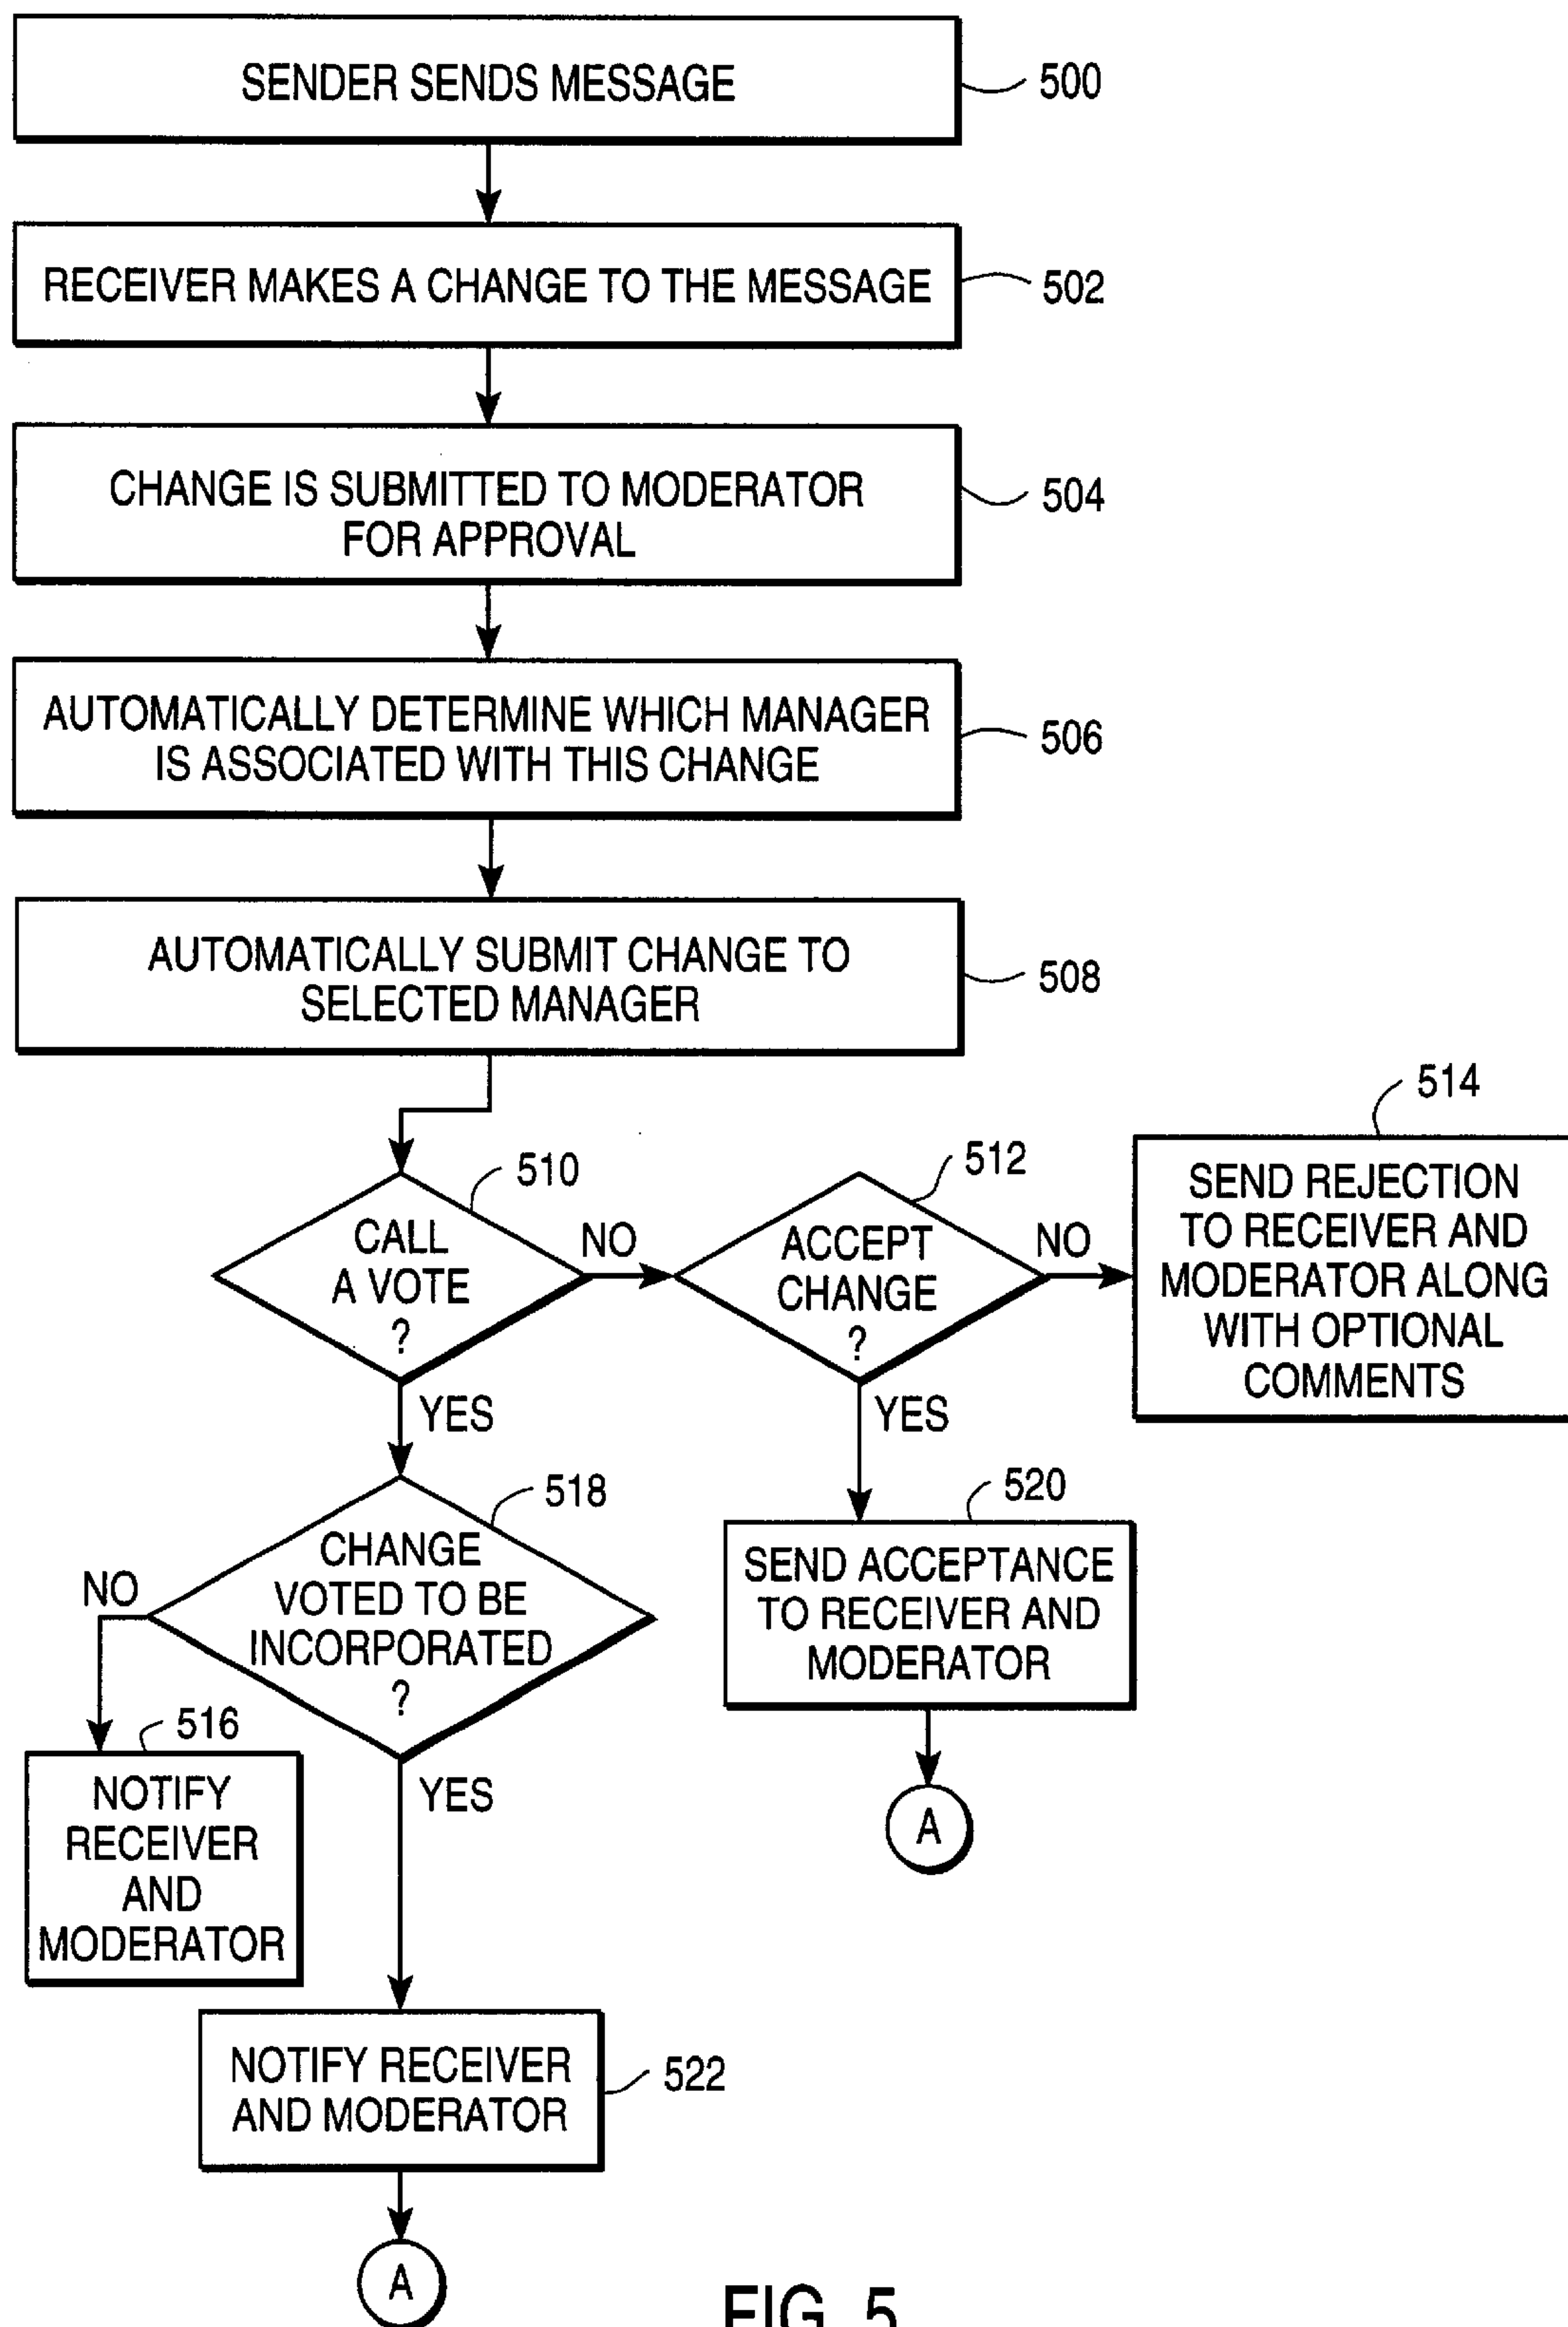 SENDER SENDS MESSAGE
500
RECEIVER MAKES A CHANGE TO THE MESSAGE
502
CHANGE IS SUBMITTED TO MODERATOR
FOR APPROVAL
504
AUTOMATICALLY DETERMINE WHICH MANAGER
IS ASSOCIATED WITH THIS CHANGE
506
AUTOMATICALLY SUBMIT CHANGE TO
SELECTED MANAGER
508
510
CALL
A VOTE
?
NO
YES
512
ACCEPT
CHANGE
?
NO
YES
514
SEND REJECTION
TO RECEIVER AND
MODERATOR ALONG
WITH OPTIONAL
COMMENTS
518
CHANGE
VOTED TO BE
INCORPORATED
?
NO
YES
520
SEND ACCEPTANCE
TO RECEIVER AND
MODERATOR
A
516
NOTIFY
RECEIVER
AND
MODERATOR
NOTIFY RECEIVER
AND MODERATOR
522
A
FIG. 5